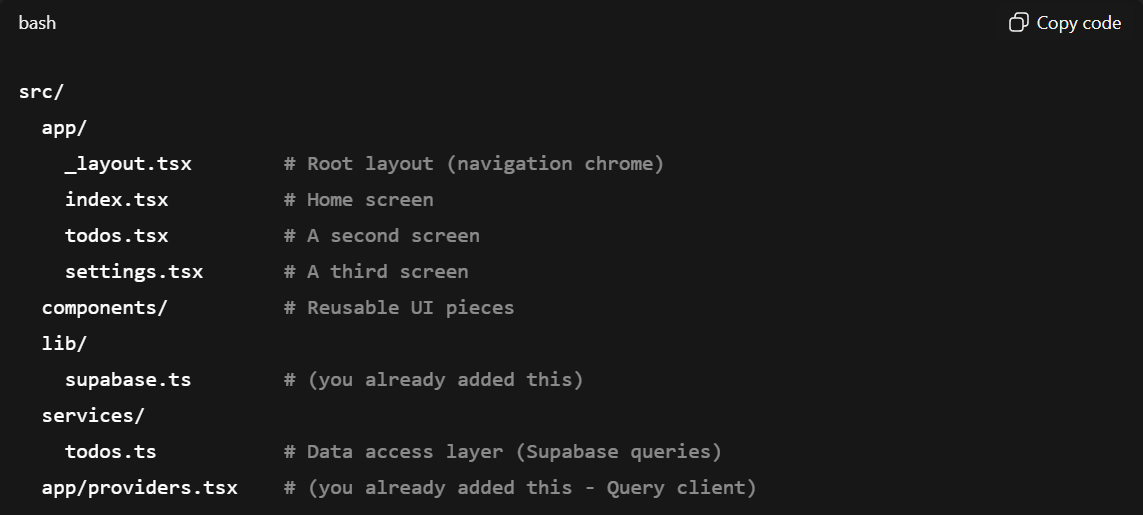 bash
Copy code
src/
  app/
    _layout.tsx        # Root layout (navigation chrome)
    index.tsx          # Home screen
    todos.tsx          # A second screen
    settings.tsx       # A third screen
  components/          # Reusable UI pieces
  lib/
    supabase.ts        # (you already added this)
  services/
    todos.ts           # Data access layer (Supabase queries)
  app/providers.tsx    # (you already added this - Query client)